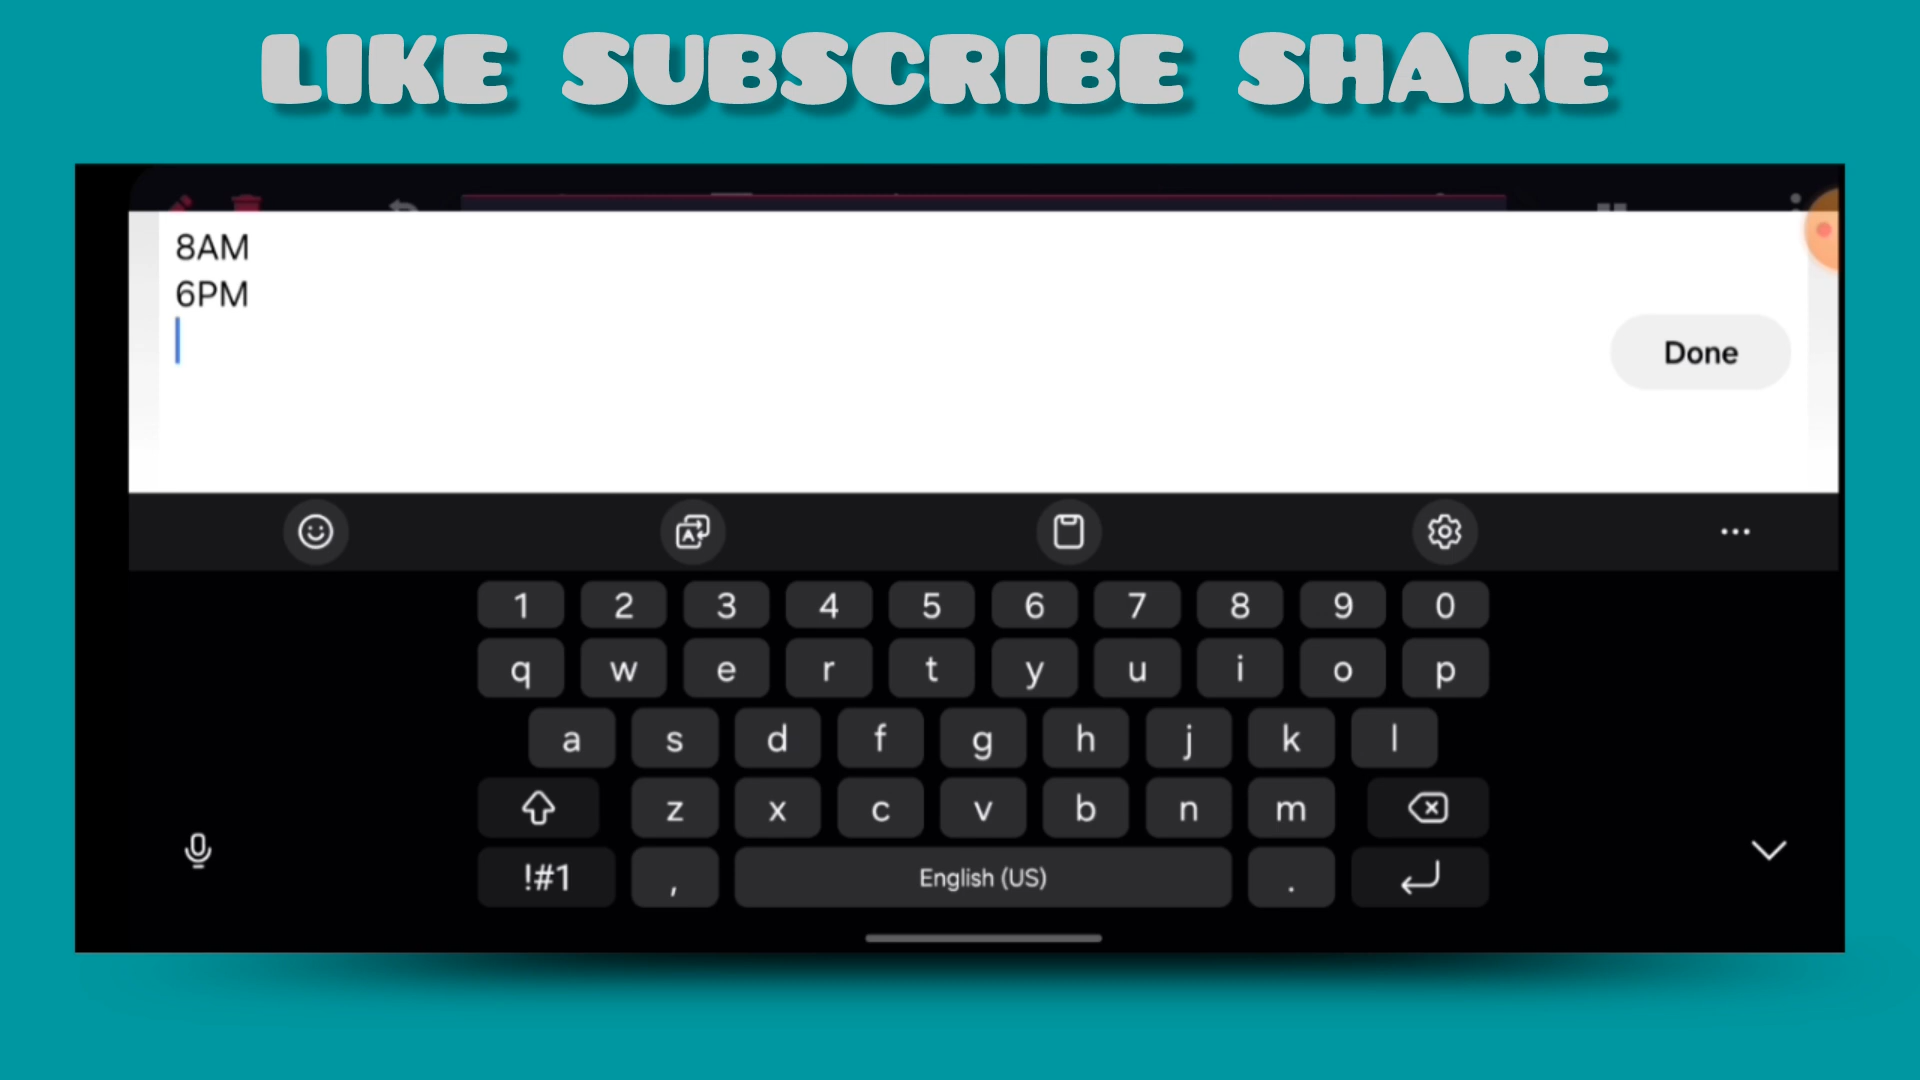 LIKE SUBSCRIBE SHARE
8AM
6PM
Done
1 2 3 4 5 6 7 8 9 0
q w e r t y u i o p
a s d f g h j k l
z x c v b n m
!#1 , English (US) .